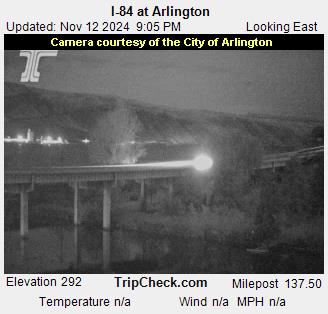 I-84 at Arlington
Updated: Nov 12 2024 9:05 PM Looking East
Camera courtesy of the City of Arlington
Elevation 292 TripCheck.com Milepost 137.50
Temperature n/a Wind n/a MPH n/a